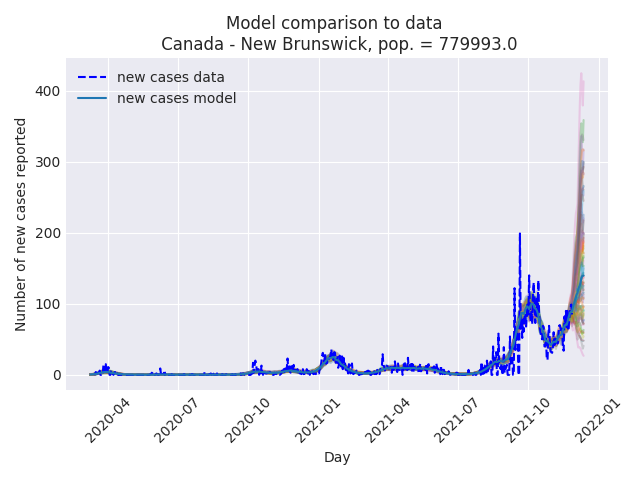 Model comparison to data
Canada - New Brunswick, pop. = 779993.0
new cases data
new cases model
Number of new cases reported
400
300
200
100
0
2020-04
2020-07
2020-10
2021-01
2021-04
2021-07
2021-10
2022-01
Day